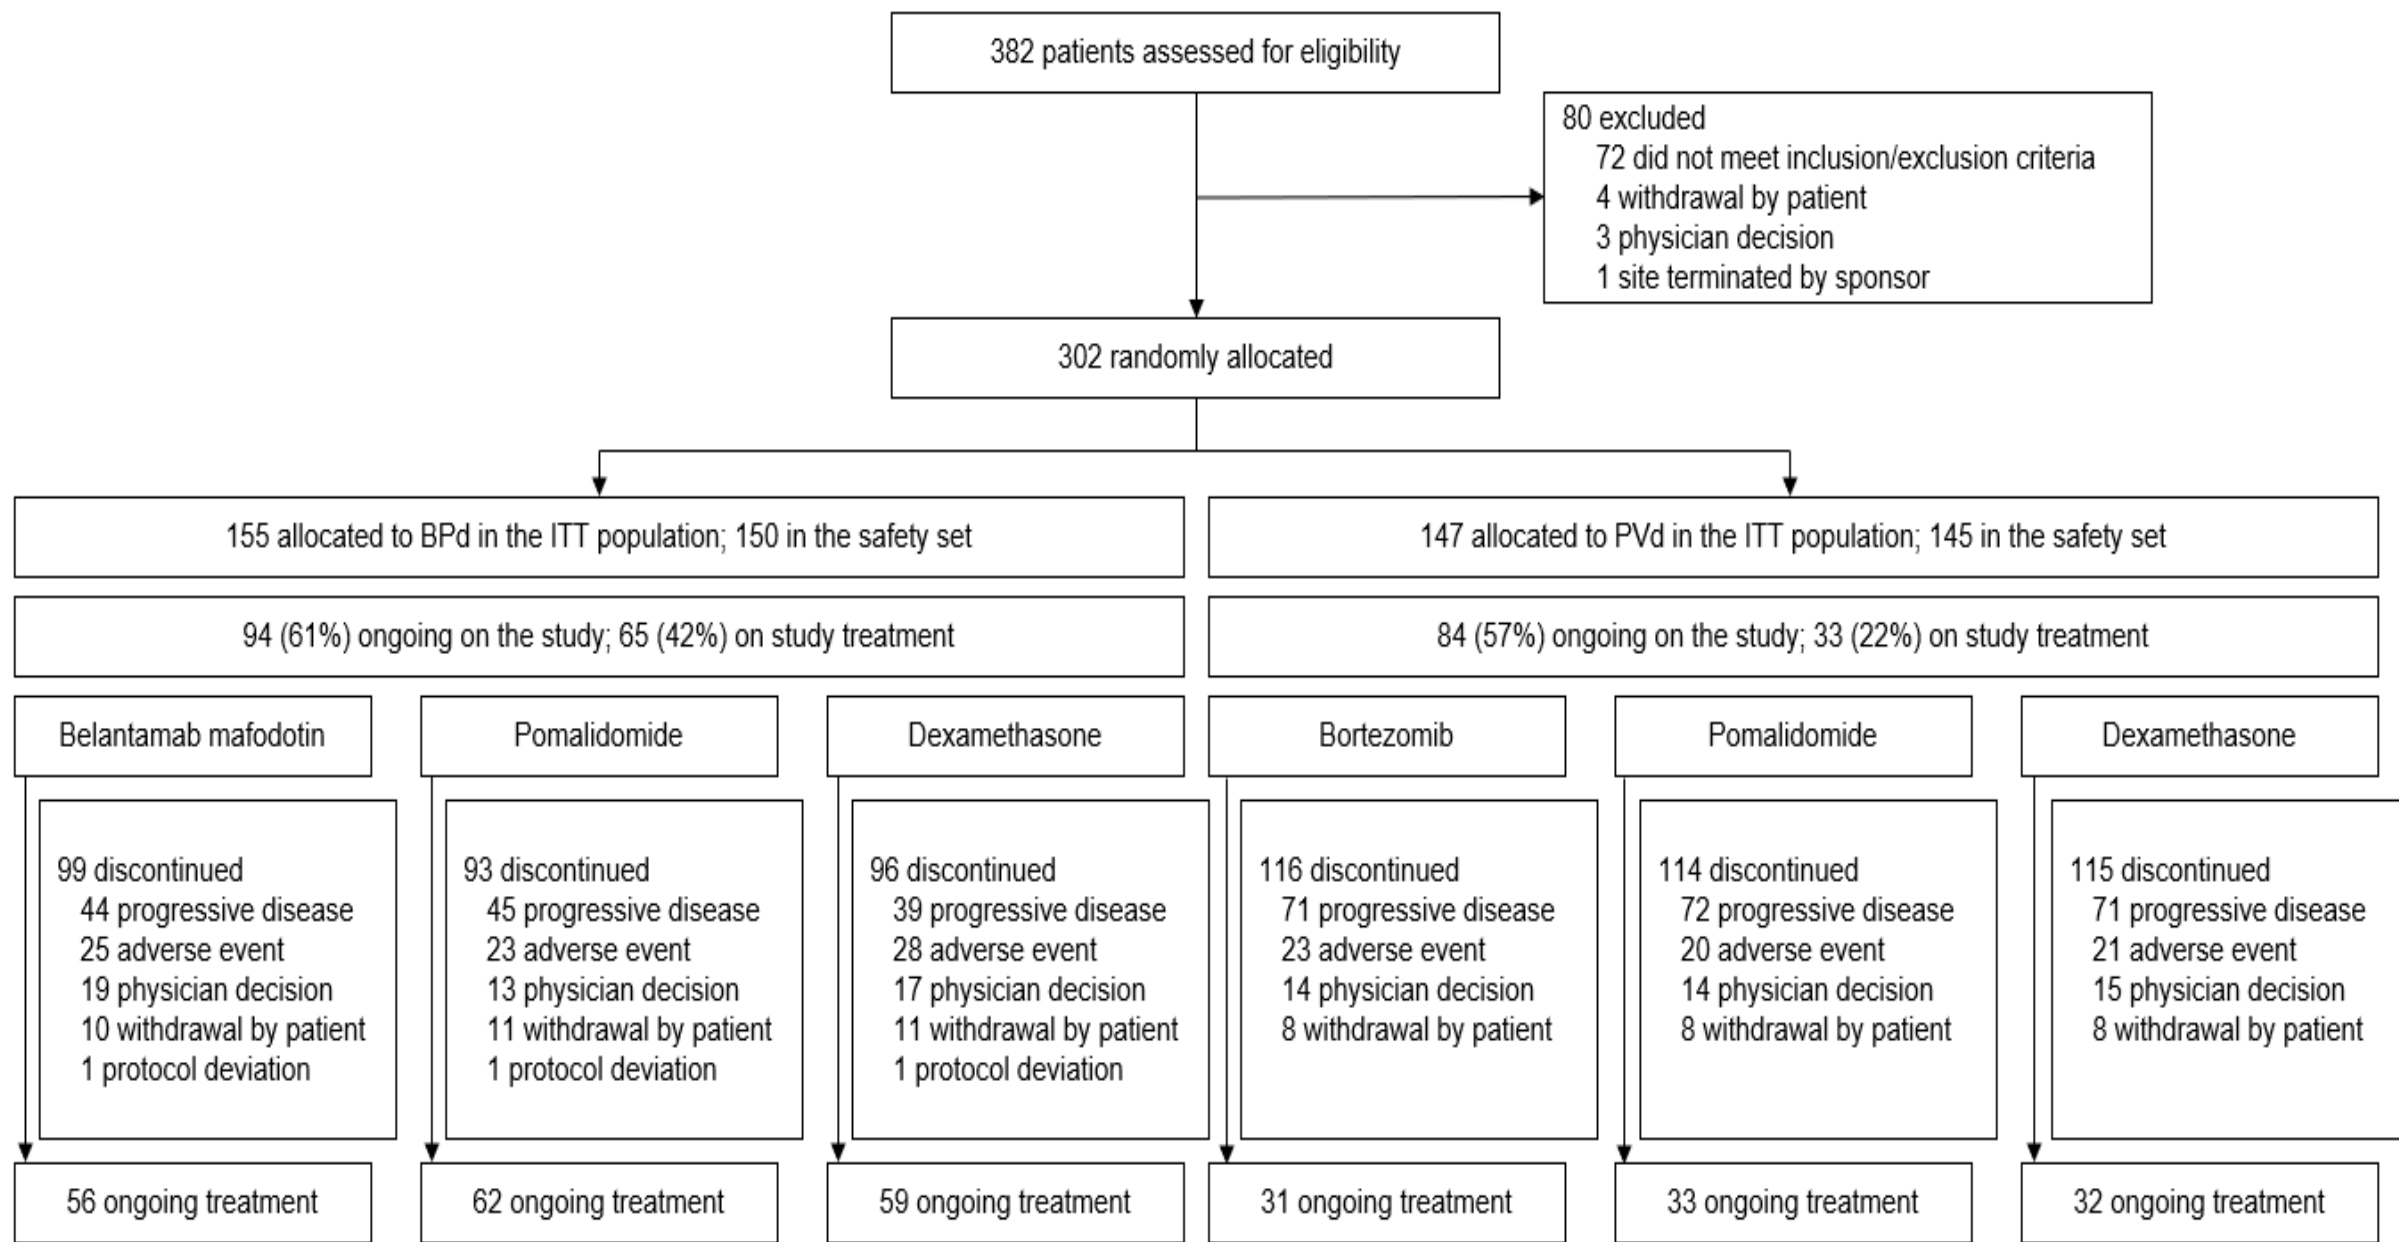 382 patients assessed for eligibility
80 excluded
72 did not meet inclusion/exclusion criteria
4 withdrawal by patient
3 physician decision
1 site terminated by sponsor
302 randomly allocated
155 allocated to BPd in the ITT population; 150 in the safety set
147 allocated to PVd in the ITT population; 145 in the safety set
94 (61%) ongoing on the study; 65 (42%) on study treatment
84 (57%) ongoing on the study; 33 (22%) on study treatment
Belantamab mafodotin
99 discontinued
44 progressive disease
25 adverse event
19 physician decision
10 withdrawal by patient
1 protocol deviation
56 ongoing treatment
Pomalidomide
93 discontinued
45 progressive disease
23 adverse event
13 physician decision
11 withdrawal by patient
1 protocol deviation
62 ongoing treatment
Dexamethasone
96 discontinued
39 progressive disease
28 adverse event
17 physician decision
11 withdrawal by patient
1 protocol deviation
59 ongoing treatment
Bortezomib
116 discontinued
71 progressive disease
23 adverse event
14 physician decision
8 withdrawal by patient
31 ongoing treatment
Pomalidomide
114 discontinued
72 progressive disease
20 adverse event
14 physician decision
8 withdrawal by patient
33 ongoing treatment
Dexamethasone
115 discontinued
71 progressive disease
21 adverse event
15 physician decision
8 withdrawal by patient
32 ongoing treatment